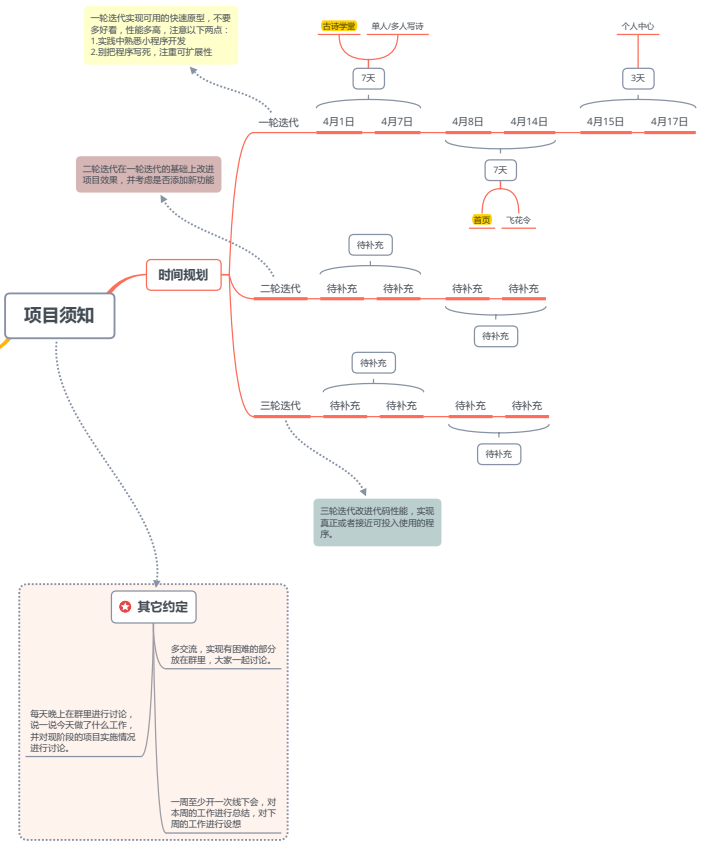 一轮迭代实现可用的快速原型，不要
多好看，性能多高，注意以下两点：
1.实践中熟悉小程序开发
2.别把程序写死，注重可扩展性
古诗学堂
单人/多人写诗
个人中心
7天
3天
一轮迭代
4月1日
4月7日
4月8日
4月14日
4月15日
4月17日
7天
首页
飞花令
二轮迭代在一轮迭代的基础上改进
项目效果，并考虑是否添加新功能
待补充
时间规划
二轮迭代
待补充
待补充
待补充
待补充
待补充
项目须知
待补充
三轮迭代
待补充
待补充
待补充
待补充
待补充
三轮迭代改进代码性能，实现
真正或者接近可投入使用的程
序。
其它约定
多交流，实现有困难的部分
放在群里，大家一起讨论。
每天晚上在群里进行讨论，
说一说今天做了什么工作，
并对现阶段的项目实施情况
进行讨论。
一周至少开一次线下会，对
本周的工作进行总结，对下
周的工作进行设想